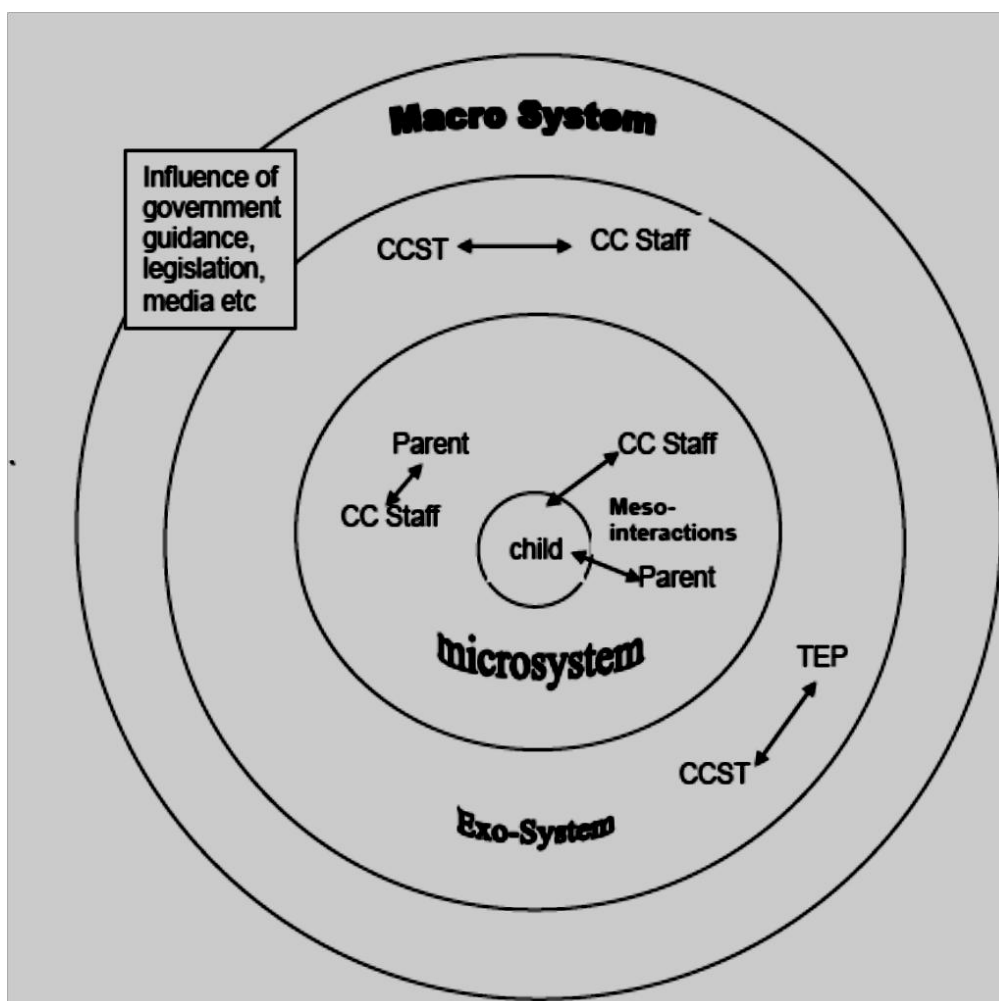 Macro System
Influence of
government
guidance,
legislation,
media etc
CCST
CC Staff
Parent
CC Staff
CC Staff
Meso-
interactions
child
Parent
microsystem
TEP
CCST
Exo-System